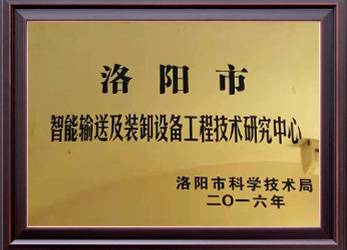 洛阳市
智能输送及装卸设备工程技术研究中心
洛阳市科学技术局
二〇一六年